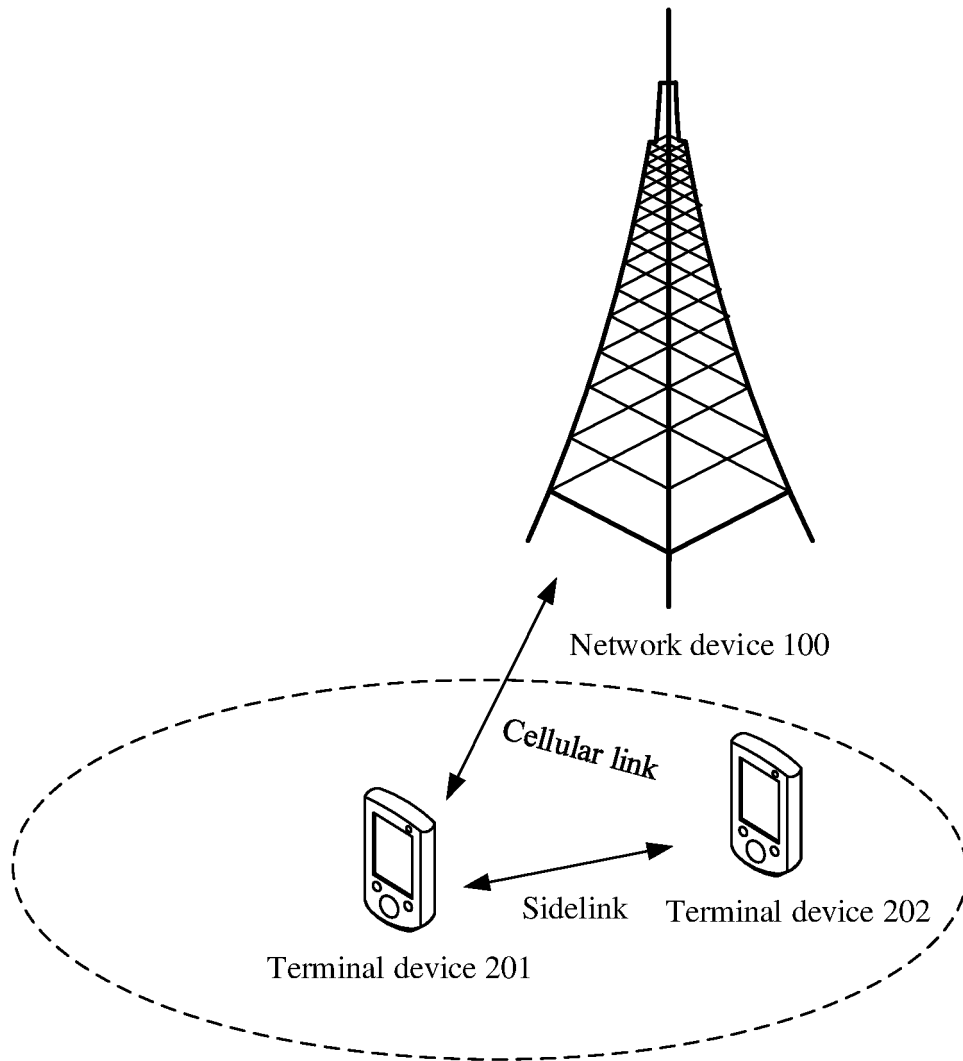 Network device 100
Cellular link
Sidelink
Terminal device 202
Terminal device 201